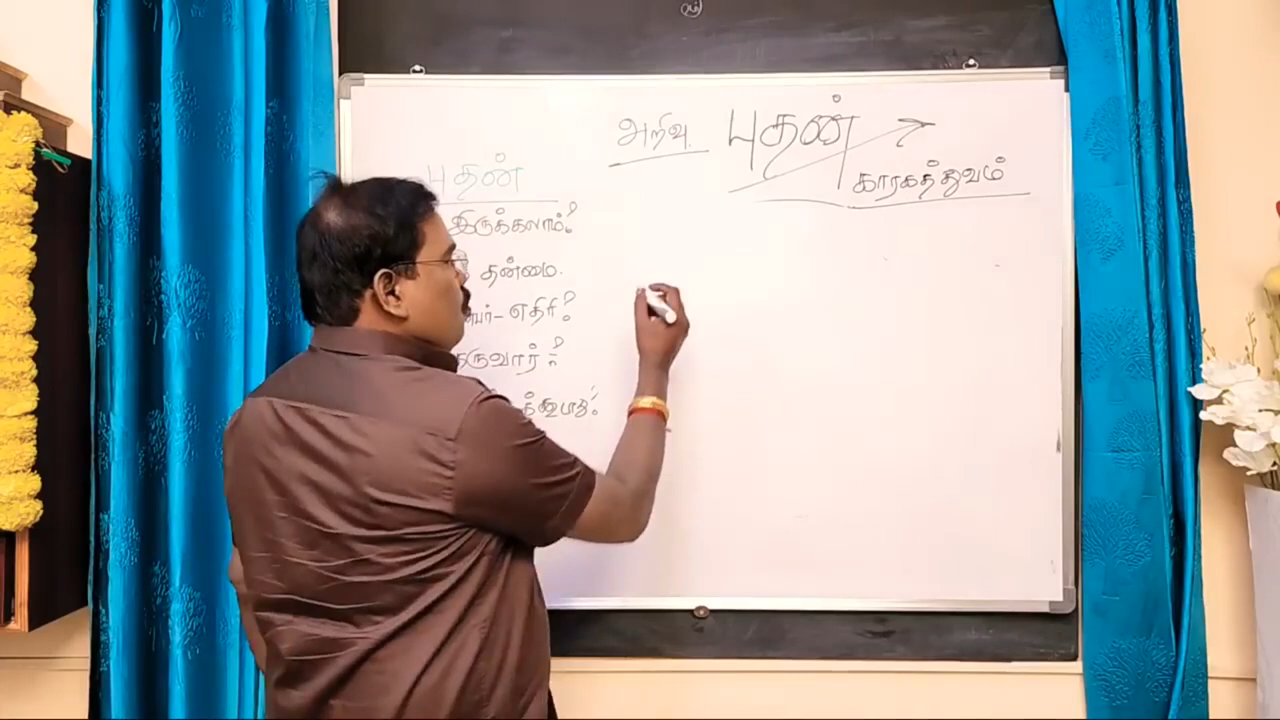 அறிவு. புதன்
காரகத்துவம்
புதன்
இருக்கலாம்?
தன்மை.
எதிரி?
தருவார்?